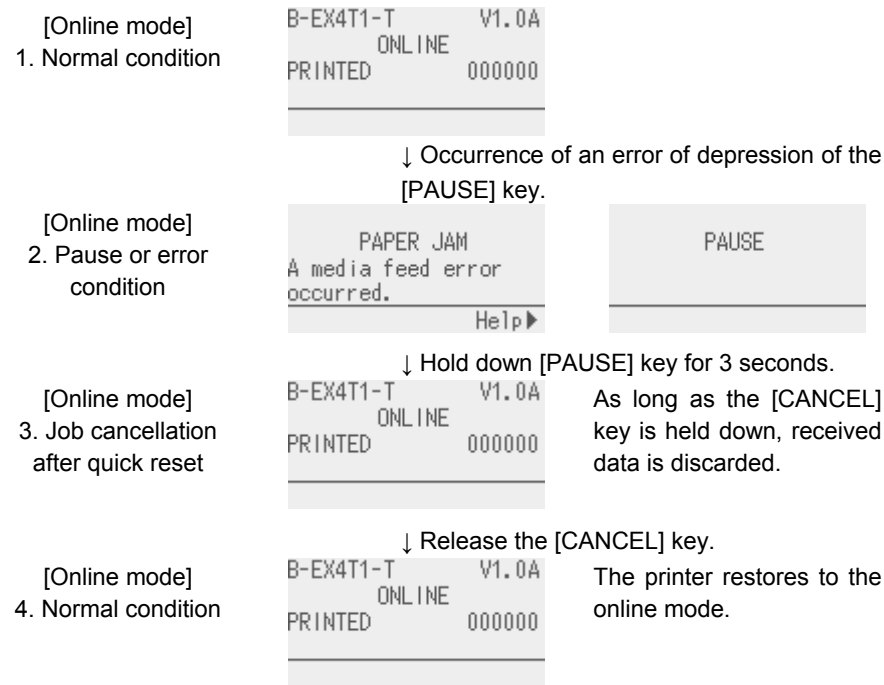 [Online mode]
1. Normal condition
B-EX4T1-T V1.0A
ONLINE
PRINTED 000000
↓ Occurrence of an error of depression of the
[PAUSE] key.
[Online mode]
2. Pause or error
condition
PAPER JAM
A media feed error
occurred.
Help▶
PAUSE
↓ Hold down [PAUSE] key for 3 seconds.
[Online mode]
3. Job cancellation
after quick reset
B-EX4T1-T V1.0A
ONLINE
PRINTED 000000
As long as the [CANCEL]
key is held down, received
data is discarded.
↓ Release the [CANCEL] key.
[Online mode]
4. Normal condition
B-EX4T1-T V1.0A
ONLINE
PRINTED 000000
The printer restores to the
online mode.